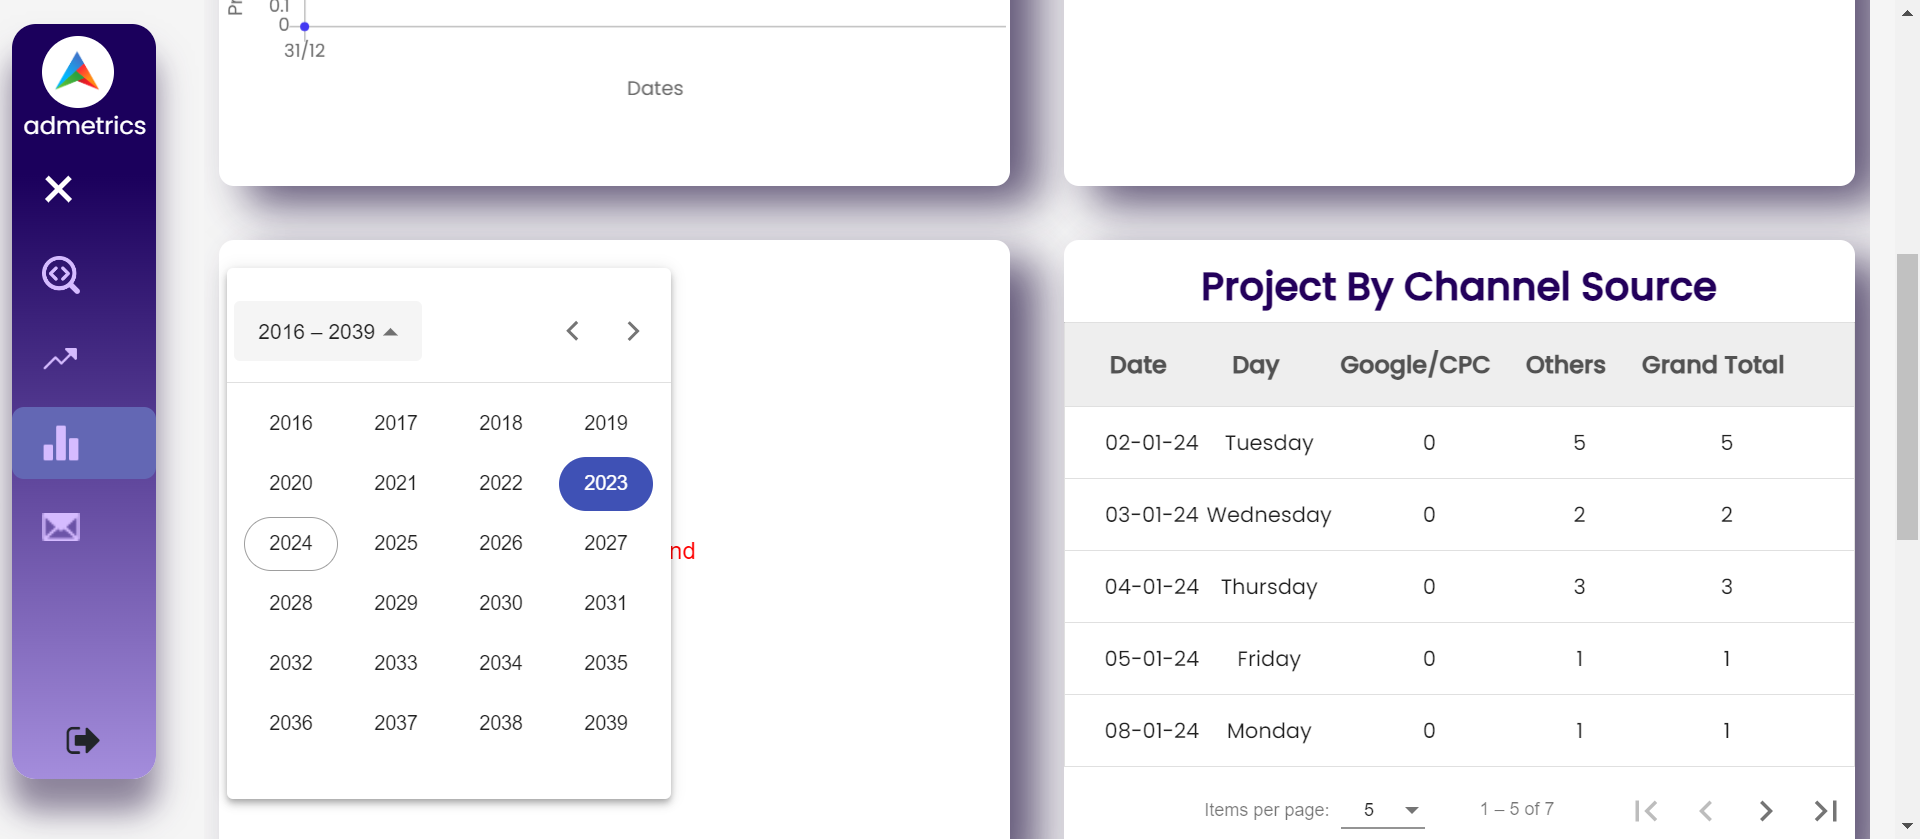 admetrics
0.1
0
31/12
Dates
2016 – 2039
2016 2017 2018 2019
2020 2021 2022 2023
2024 2025 2026 2027
2028 2029 2030 2031
2032 2033 2034 2035
2036 2037 2038 2039
nd
Project By Channel Source
Date Day Google/CPC Others Grand Total
02-01-24 Tuesday 0 5 5
03-01-24 Wednesday 0 2 2
04-01-24 Thursday 0 3 3
05-01-24 Friday 0 1 1
08-01-24 Monday 0 1 1
Items per page: 5 1 – 5 of 7